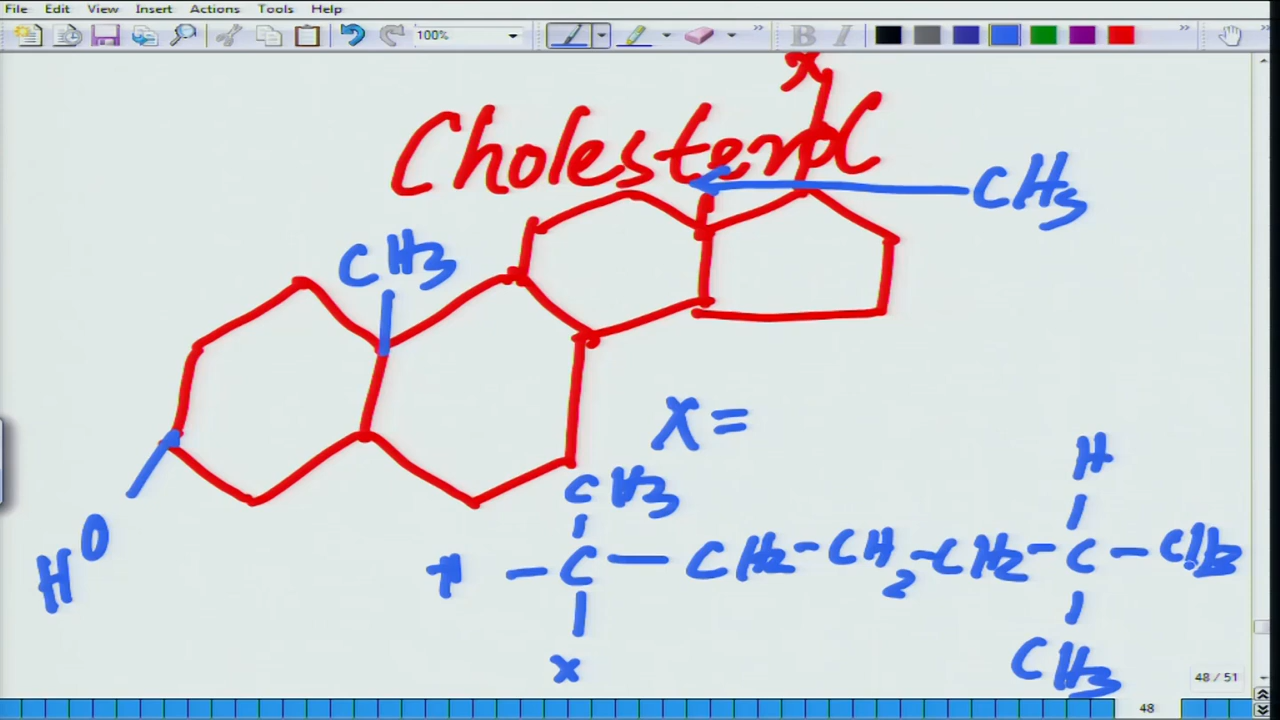 File Edit View Insert Actions Tools Help
100%
B I
x
Cholesterol
CH3
CH3
X =
HO
CH3
H
H - C - CH2 - CH2 - CH2 - C - CH3
x
CH3
48 / 51
48